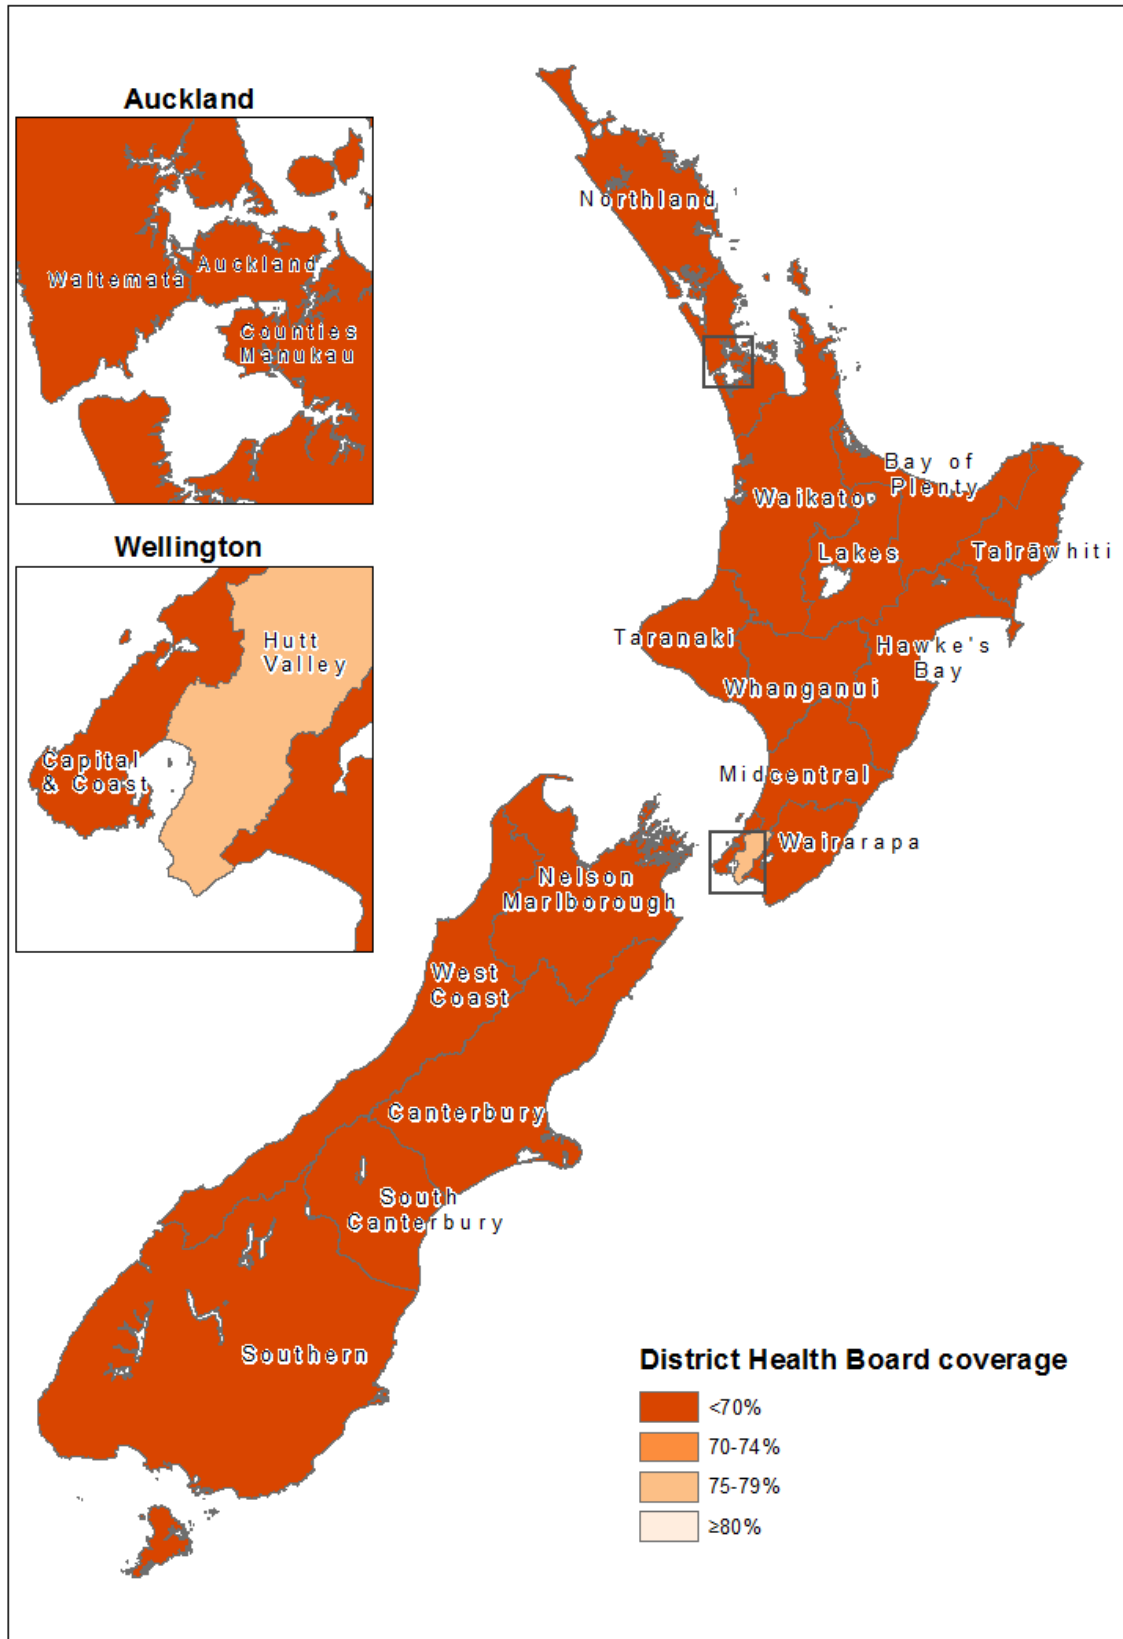 Auckland
Waitemata
Auckland
Counties
Manukau
Wellington
Hutt
Valley
Capital
& Coast
Northland
Bay of
Plenty
Waikato
Lakes
Tairāwhiti
Taranaki
Hawke's
Bay
Whanganui
Midcentral
Wairarapa
Nelson
Marlborough
West
Coast
Canterbury
South
Canterbury
Southern
District Health Board coverage
<70%
70-74%
75-79%
≥80%